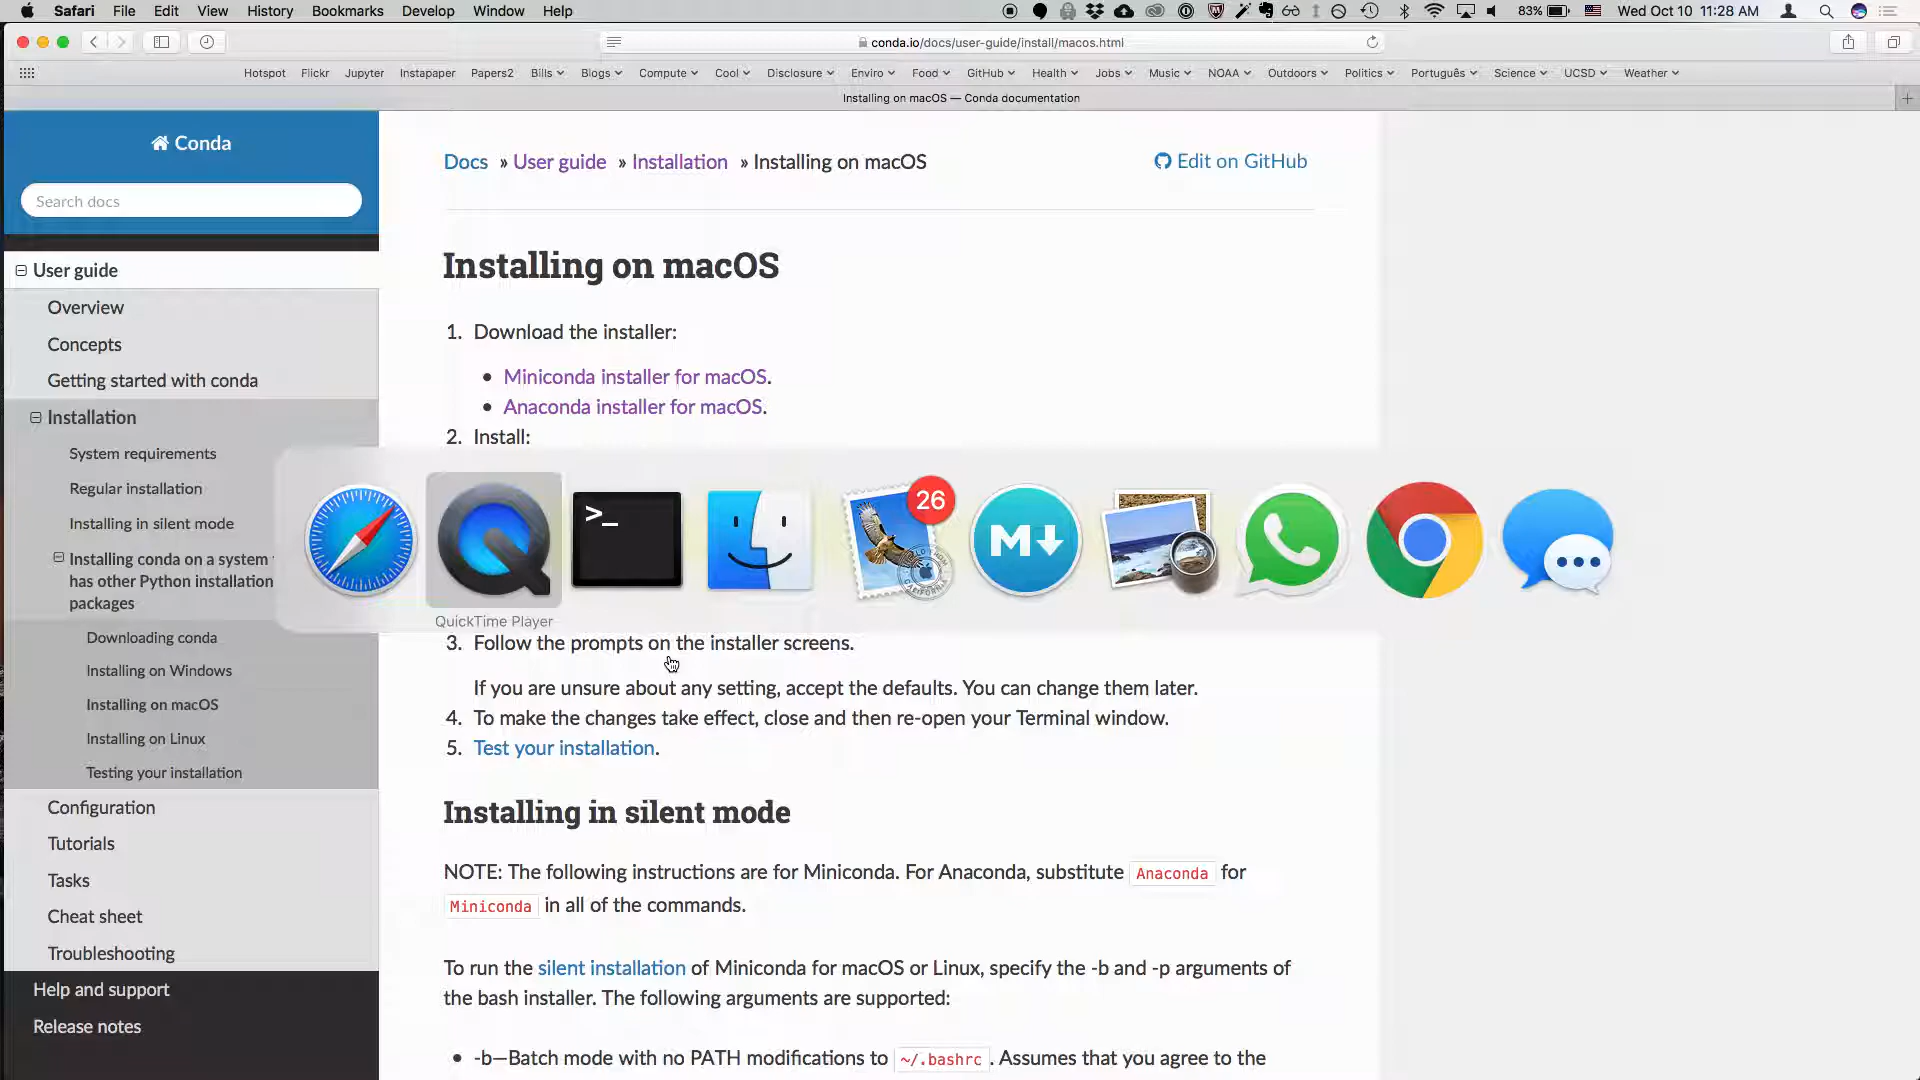 Safari File Edit View History Bookmarks Develop Window Help 83% Wed Oct 10 11:28 AM
conda.io/docs/user-guide/install/macos.html
Hotspot Flickr Jupyter Instapaper Papers2 Bills Blogs Compute Cool Disclosure Enviro Food GitHub Health Jobs Music NOAA Outdoors Politics Português Science UCSD Weather
Installing on macOS — Conda documentation
Conda
Search docs
User guide
Overview
Concepts
Getting started with conda
Installation
System requirements
Regular installation
Installing in silent mode
Installing conda on a system
has other Python installation
packages
Downloading conda
Installing on Windows
Installing on macOS
Installing on Linux
Testing your installation
Configuration
Tutorials
Tasks
Cheat sheet
Troubleshooting
Help and support
Release notes
Docs » User guide » Installation » Installing on macOS
Edit on GitHub
Installing on macOS
1. Download the installer:
• Miniconda installer for macOS.
• Anaconda installer for macOS.
2. Install:
>_
26
M
QuickTime Player
3. Follow the prompts on the installer screens.
If you are unsure about any setting, accept the defaults. You can change them later.
4. To make the changes take effect, close and then re-open your Terminal window.
5. Test your installation.
Installing in silent mode
NOTE: The following instructions are for Miniconda. For Anaconda, substitute Anaconda for
Miniconda in all of the commands.
To run the silent installation of Miniconda for macOS or Linux, specify the -b and -p arguments of
the bash installer. The following arguments are supported:
• -b—Batch mode with no PATH modifications to ~/.bashrc. Assumes that you agree to the